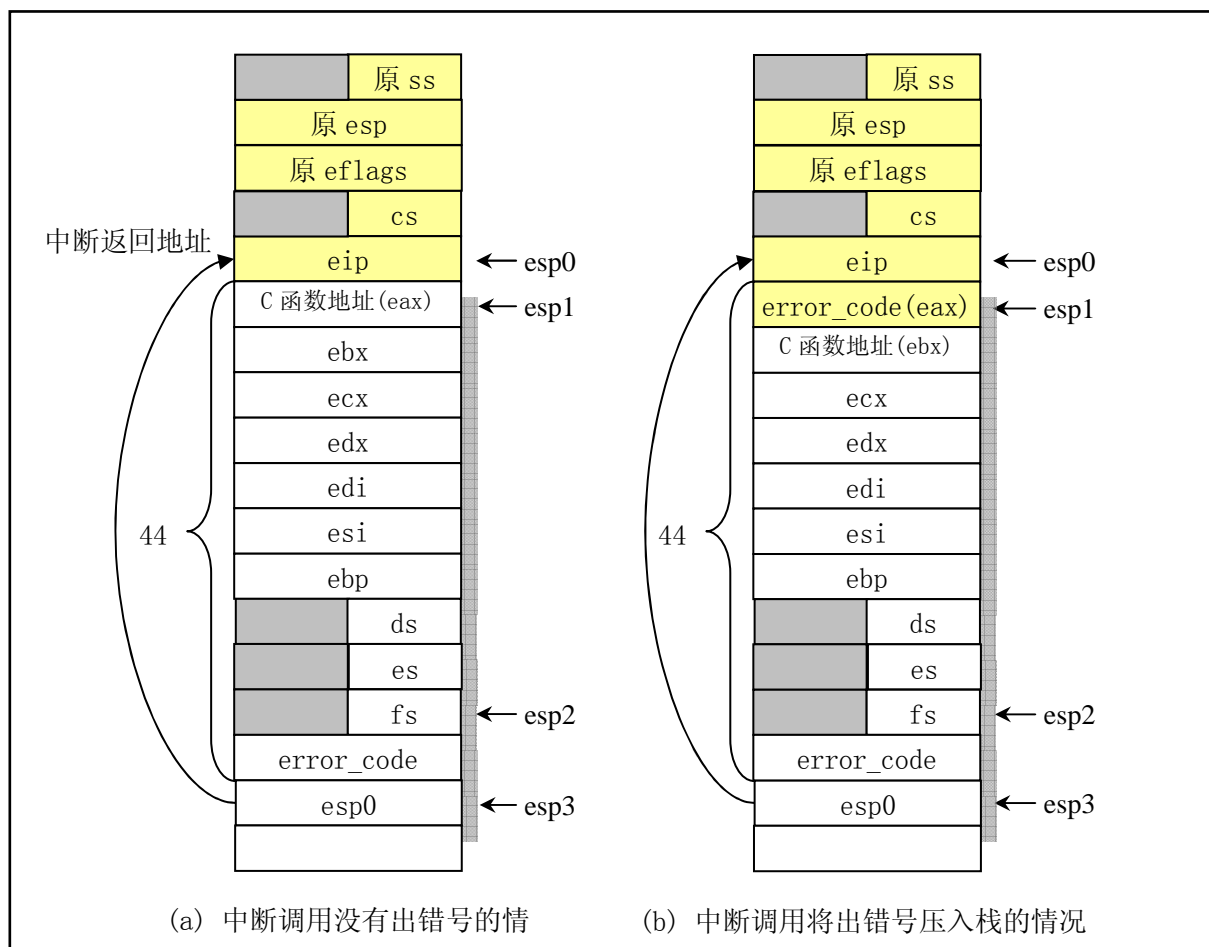 原 ss
原 esp
原 eflags
cs
中断返回地址
eip
esp0
C 函数地址(eax)
esp1
ebx
ecx
edx
edi
44
esi
ebp
ds
es
fs
esp2
error_code
esp0
esp3
(a) 中断调用没有出错号的情
原 ss
原 esp
原 eflags
cs
eip
esp0
error_code(eax)
esp1
C 函数地址(ebx)
ecx
edx
edi
44
esi
ebp
ds
es
fs
esp2
error_code
esp0
esp3
(b) 中断调用将出错号压入栈的情况